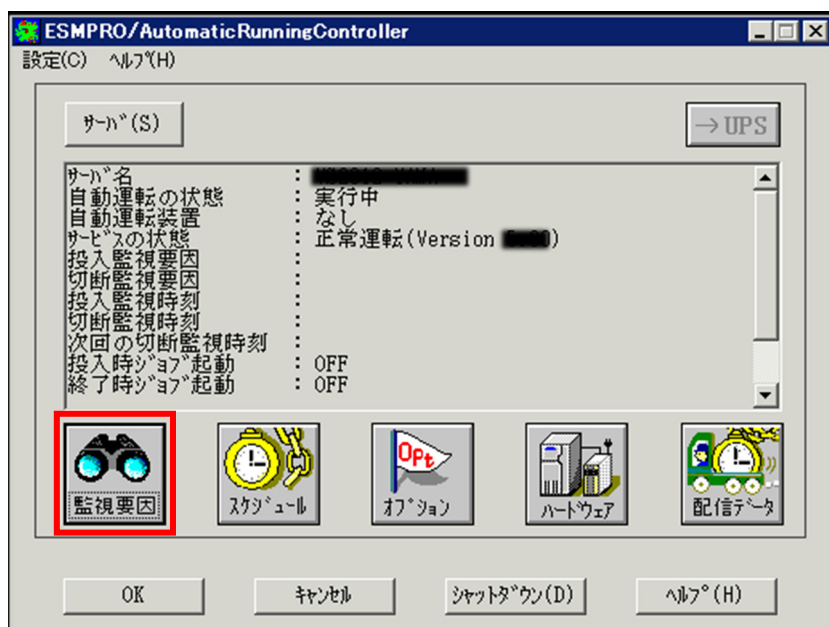 ESMPRO/AutomaticRunningController
設定(C) ﾍﾙﾌﾟ(H)
ｻｰﾊﾞ(S)
→UPS
ｻｰﾊﾞ名 :
自動運転の状態 : 実行中
自動運転装置 : なし
ｻｰﾋﾞｽの状態 : 正常運転(Version )
投入監視要因 :
切断監視要因 :
投入監視時刻 :
切断監視時刻 :
次回の切断監視時刻 :
投入時ｼﾞｮﾌﾞ起動 : OFF
終了時ｼﾞｮﾌﾞ起動 : OFF
Opt
監視要因
ｽｹｼﾞｭｰﾙ
ｵﾌﾟｼｮﾝ
ﾊｰﾄﾞｳｪｱ
配信ﾃﾞｰﾀ
OK
ｷｬﾝｾﾙ
ｼｬｯﾄﾀﾞｳﾝ(D)
ﾍﾙﾌﾟ(H)